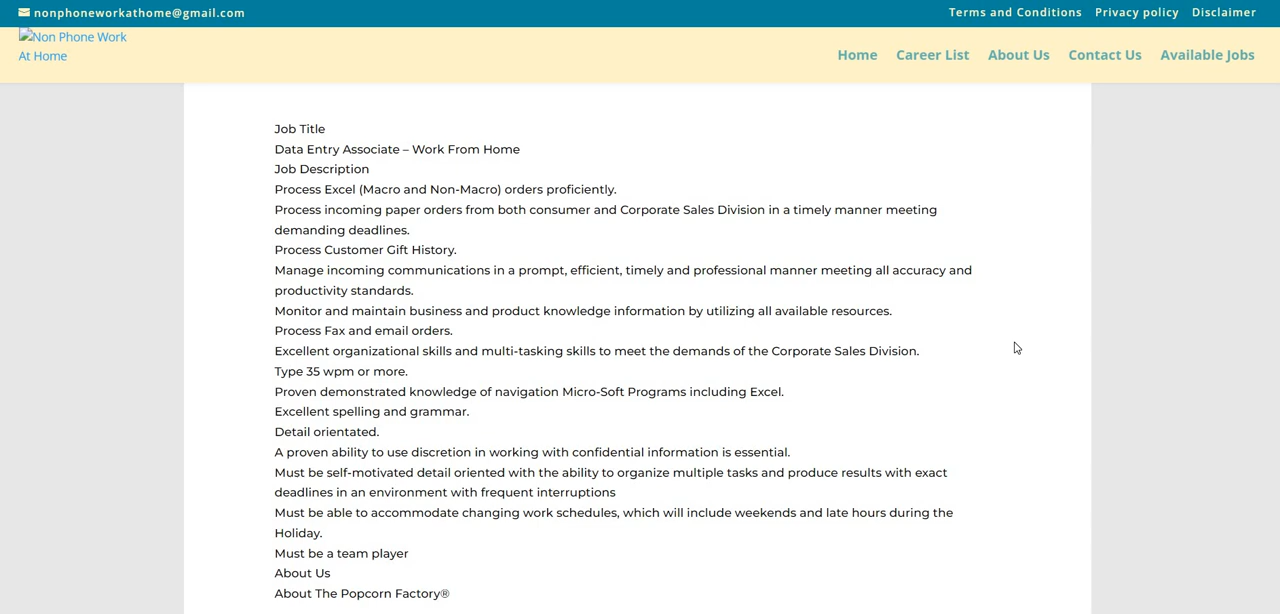 nonphoneworkathome@gmail.com
Terms and Conditions Privacy policy Disclaimer
Non Phone Work
At Home
Home Career List About Us Contact Us Available Jobs
Job Title
Data Entry Associate – Work From Home
Job Description
Process Excel (Macro and Non-Macro) orders proficiently.
Process incoming paper orders from both consumer and Corporate Sales Division in a timely manner meeting
demanding deadlines.
Process Customer Gift History.
Manage incoming communications in a prompt, efficient, timely and professional manner meeting all accuracy and
productivity standards.
Monitor and maintain business and product knowledge information by utilizing all available resources.
Process Fax and email orders.
Excellent organizational skills and multi-tasking skills to meet the demands of the Corporate Sales Division.
Type 35 wpm or more.
Proven demonstrated knowledge of navigation Micro-Soft Programs including Excel.
Excellent spelling and grammar.
Detail orientated.
A proven ability to use discretion in working with confidential information is essential.
Must be self-motivated detail oriented with the ability to organize multiple tasks and produce results with exact
deadlines in an environment with frequent interruptions
Must be able to accommodate changing work schedules, which will include weekends and late hours during the
Holiday.
Must be a team player
About Us
About The Popcorn Factory®